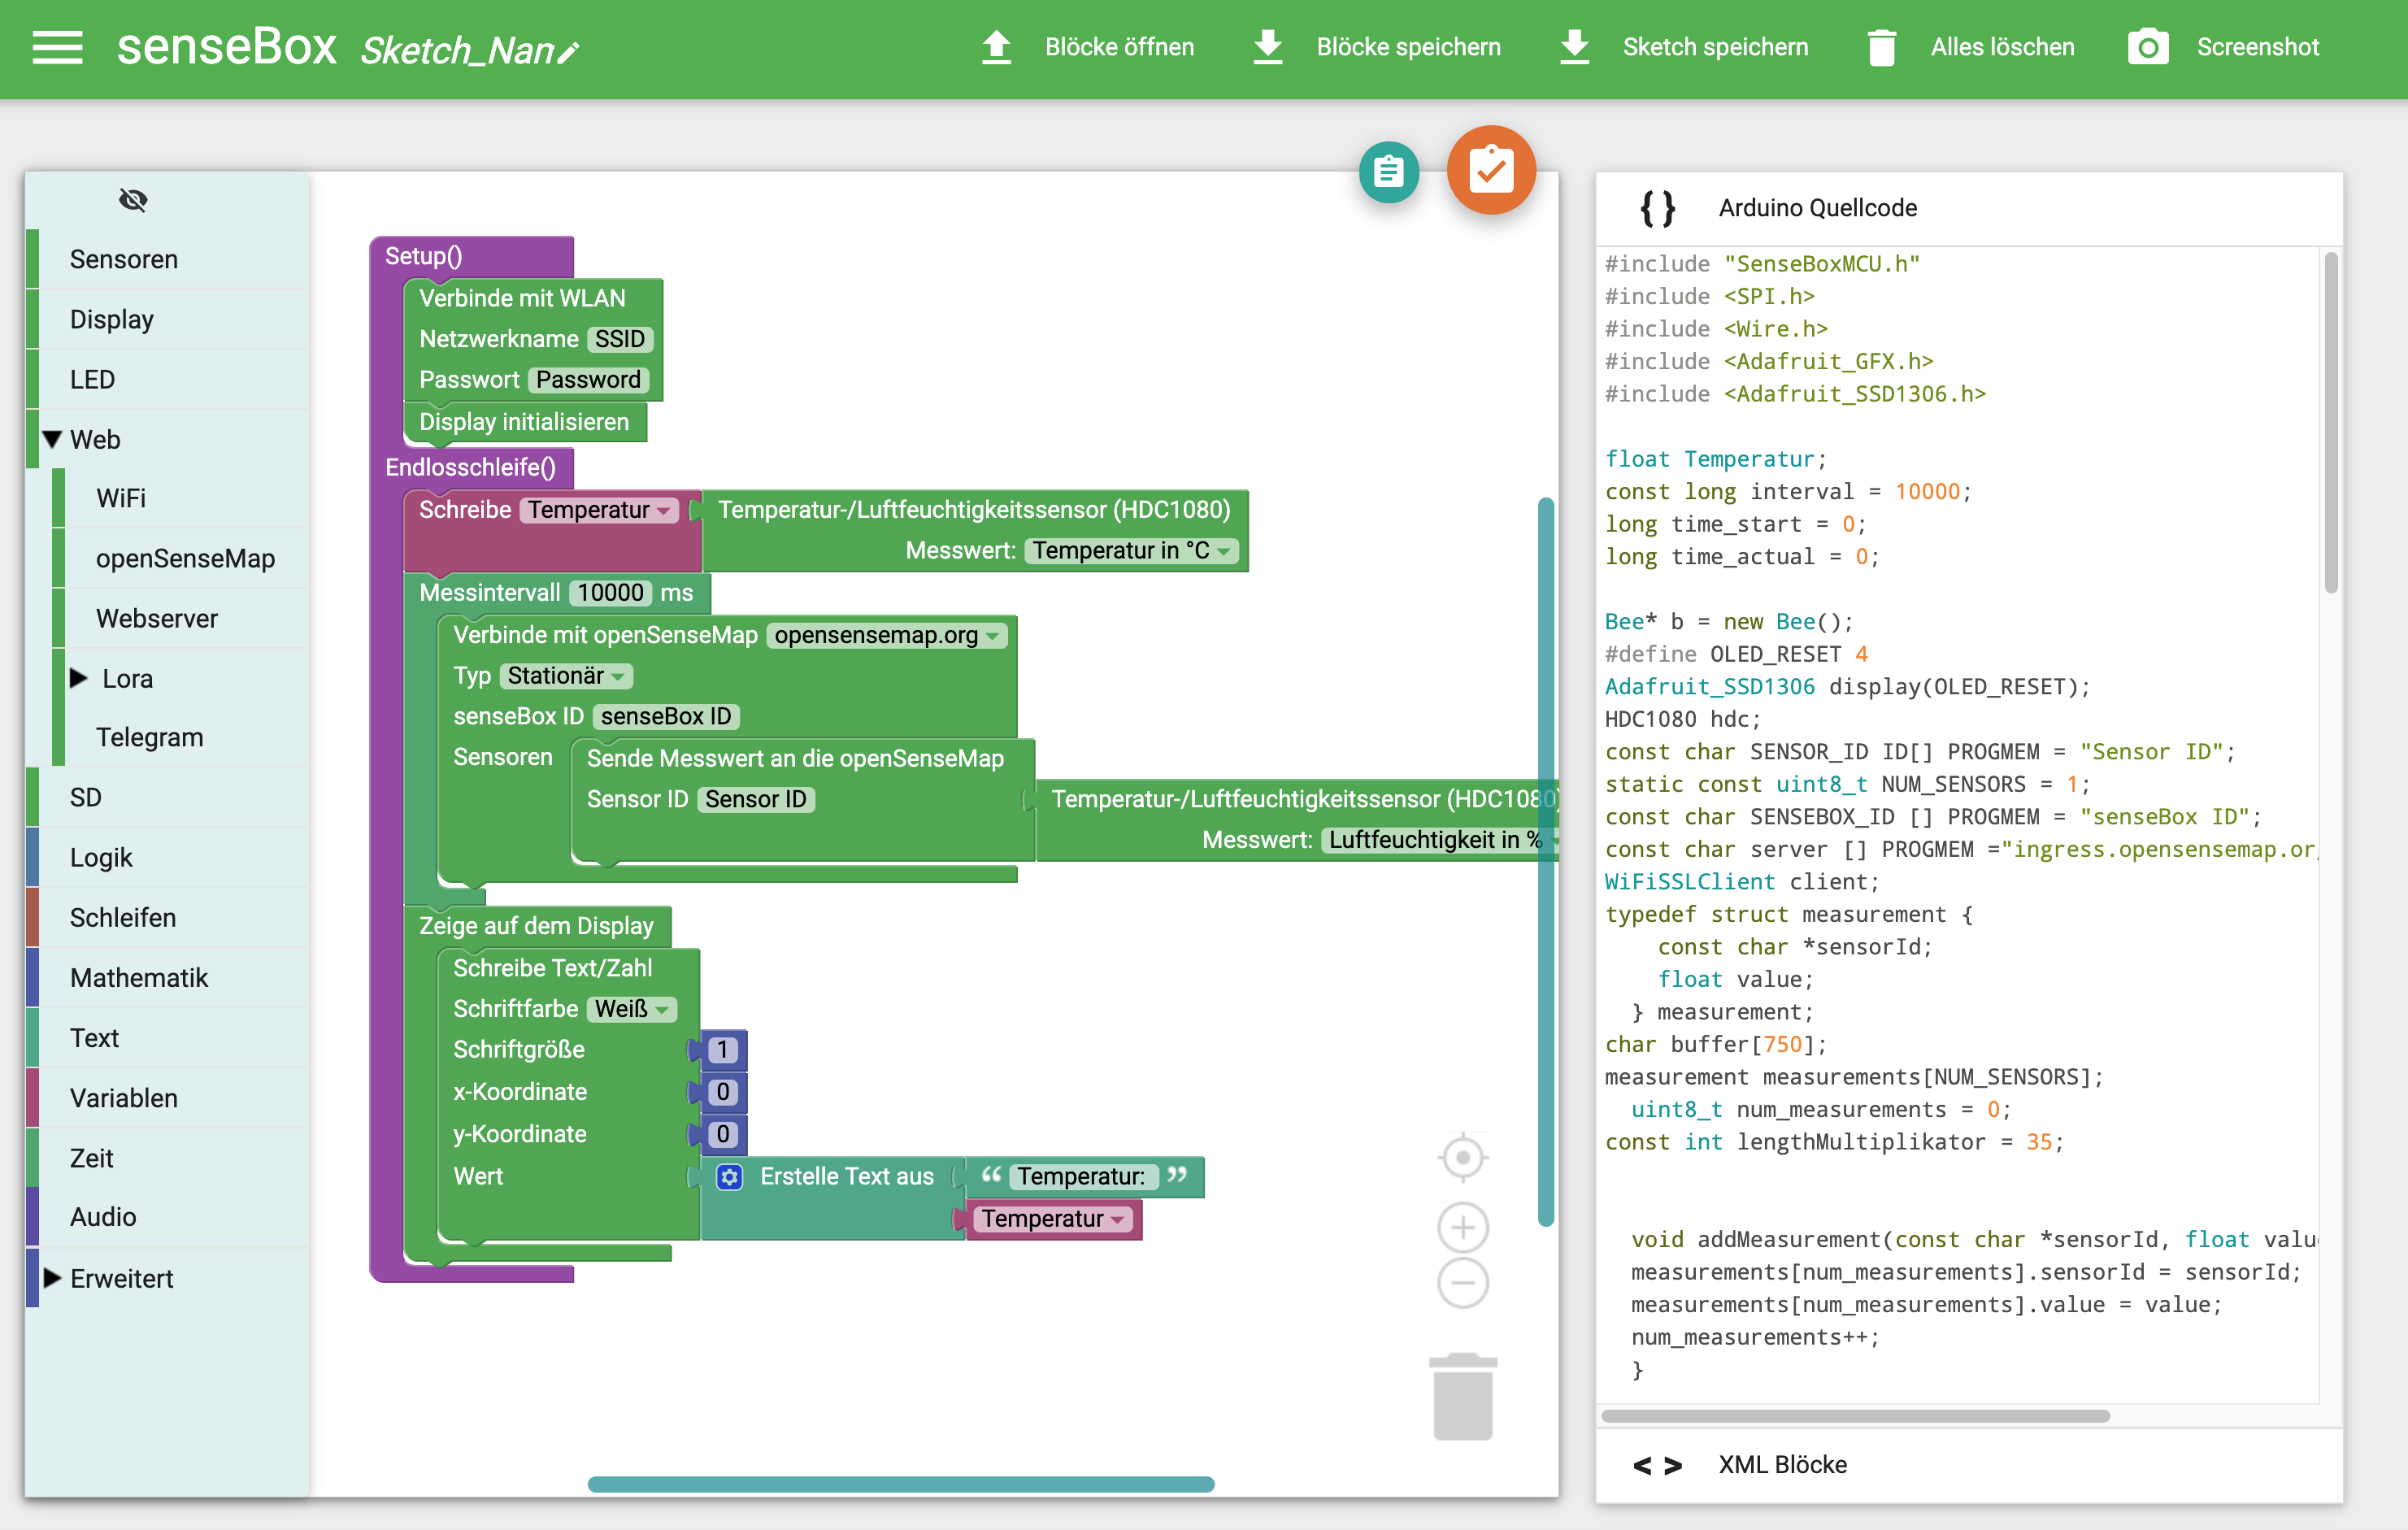 senseBox Sketch_Nan
Blöcke öffnen
Blöcke speichern
Sketch speichern
Alles löschen
Screenshot
Sensoren
Display
LED
Web
WiFi
openSenseMap
Webserver
Lora
Telegram
SD
Logik
Schleifen
Mathematik
Text
Variablen
Zeit
Audio
Erweitert
Setup()
Verbinde mit WLAN
Netzwerkname SSID
Passwort Password
Display initialisieren
Endlosschleife()
Schreibe Temperatur Temperatur-/Luftfeuchtigkeitssensor (HDC1080)
Messwert: Temperatur in °C
Messintervall 10000 ms
Verbinde mit openSenseMap opensensemap.org
Typ Stationär
senseBox ID senseBox ID
Sensoren Sende Messwert an die openSenseMap
Sensor ID Sensor ID Temperatur-/Luftfeuchtigkeitssensor (HDC1080)
Messwert: Luftfeuchtigkeit in %
Zeige auf dem Display
Schreibe Text/Zahl
Schriftfarbe Weiß
Schriftgröße 1
x-Koordinate 0
y-Koordinate 0
Wert Erstelle Text aus “ Temperatur: ”
Temperatur
{ } Arduino Quellcode
#include "SenseBoxMCU.h"
#include <SPI.h>
#include <Wire.h>
#include <Adafruit_GFX.h>
#include <Adafruit_SSD1306.h>
float Temperatur;
const long interval = 10000;
long time_start = 0;
long time_actual = 0;
Bee* b = new Bee();
#define OLED_RESET 4
Adafruit_SSD1306 display(OLED_RESET);
HDC1080 hdc;
const char SENSOR_ID ID[] PROGMEM = "Sensor ID";
static const uint8_t NUM_SENSORS = 1;
const char SENSEBOX_ID [] PROGMEM = "senseBox ID";
const char server [] PROGMEM ="ingress.opensensemap.or
WiFiSSLClient client;
typedef struct measurement {
const char *sensorId;
float value;
} measurement;
char buffer[750];
measurement measurements[NUM_SENSORS];
uint8_t num_measurements = 0;
const int lengthMultiplikator = 35;
void addMeasurement(const char *sensorId, float valu
measurements[num_measurements].sensorId = sensorId;
measurements[num_measurements].value = value;
num_measurements++;
}
< > XML Blöcke